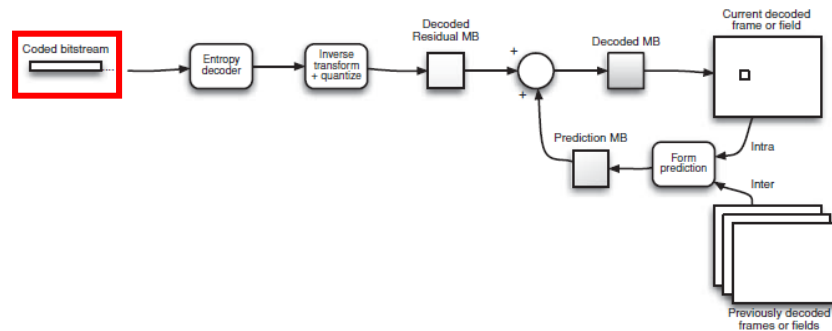 Coded bitstream
....
Entropy
decoder
Inverse
transform
+ quantize
Decoded
Residual MB
+
+
Decoded MB
Current decoded
frame or field
Prediction MB
Form
prediction
Intra
Inter
Previously decoded
frames or fields